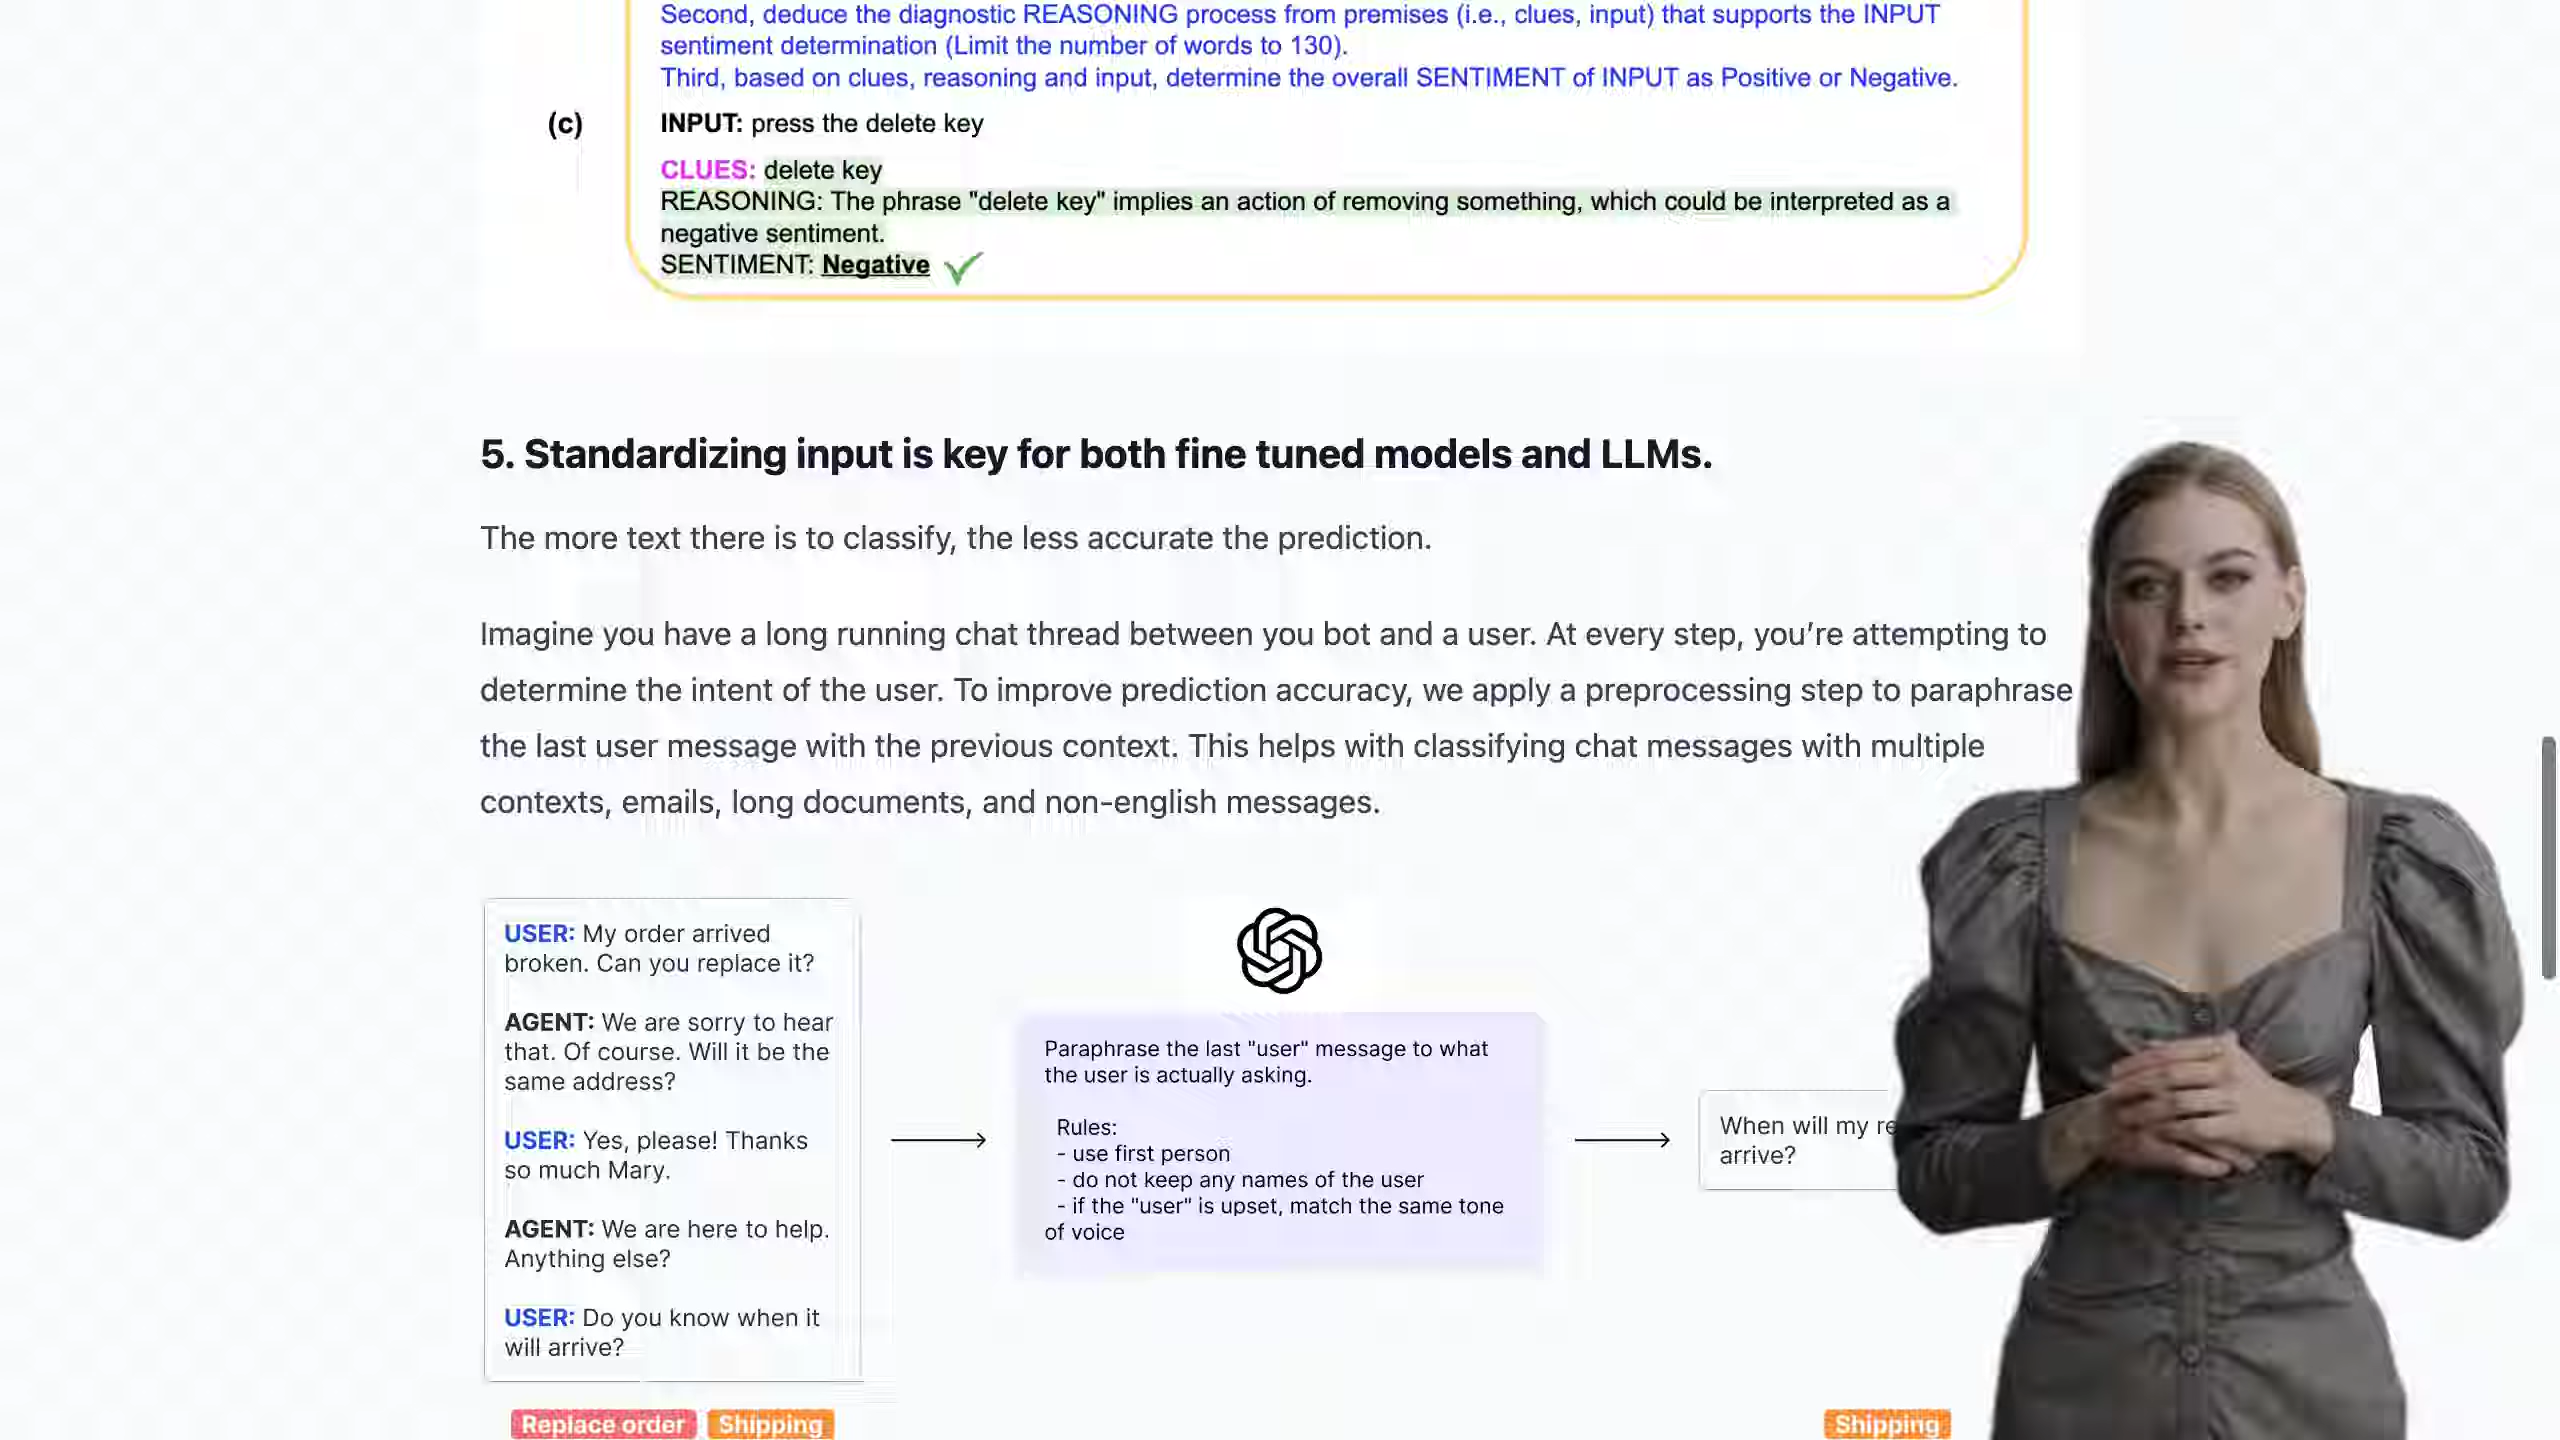 Second, deduce the diagnostic REASONING process from premises (i.e., clues, input) that supports the INPUT
sentiment determination (Limit the number of words to 130).
Third, based on clues, reasoning and input, determine the overall SENTIMENT of INPUT as Positive or Negative.
(c)
INPUT: press the delete key
CLUES: delete key
REASONING: The phrase "delete key" implies an action of removing something, which could be interpreted as a
negative sentiment.
SENTIMENT: Negative
5. Standardizing input is key for both fine tuned models and LLMs.
The more text there is to classify, the less accurate the prediction.
Imagine you have a long running chat thread between you bot and a user. At every step, you're attempting to
determine the intent of the user. To improve prediction accuracy, we apply a preprocessing step to paraphrase
the last user message with the previous context. This helps with classifying chat messages with multiple
contexts, emails, long documents, and non-english messages.
USER: My order arrived
broken. Can you replace it?
AGENT: We are sorry to hear
that. Of course. Will it be the
same address?
USER: Yes, please! Thanks
so much Mary.
AGENT: We are here to help.
Anything else?
USER: Do you know when it
will arrive?
Replace order Shipping
Paraphrase the last "user" message to what
the user is actually asking.
Rules:
- use first person
- do not keep any names of the user
- if the "user" is upset, match the same tone
of voice
When will my
arrive?
Shipping